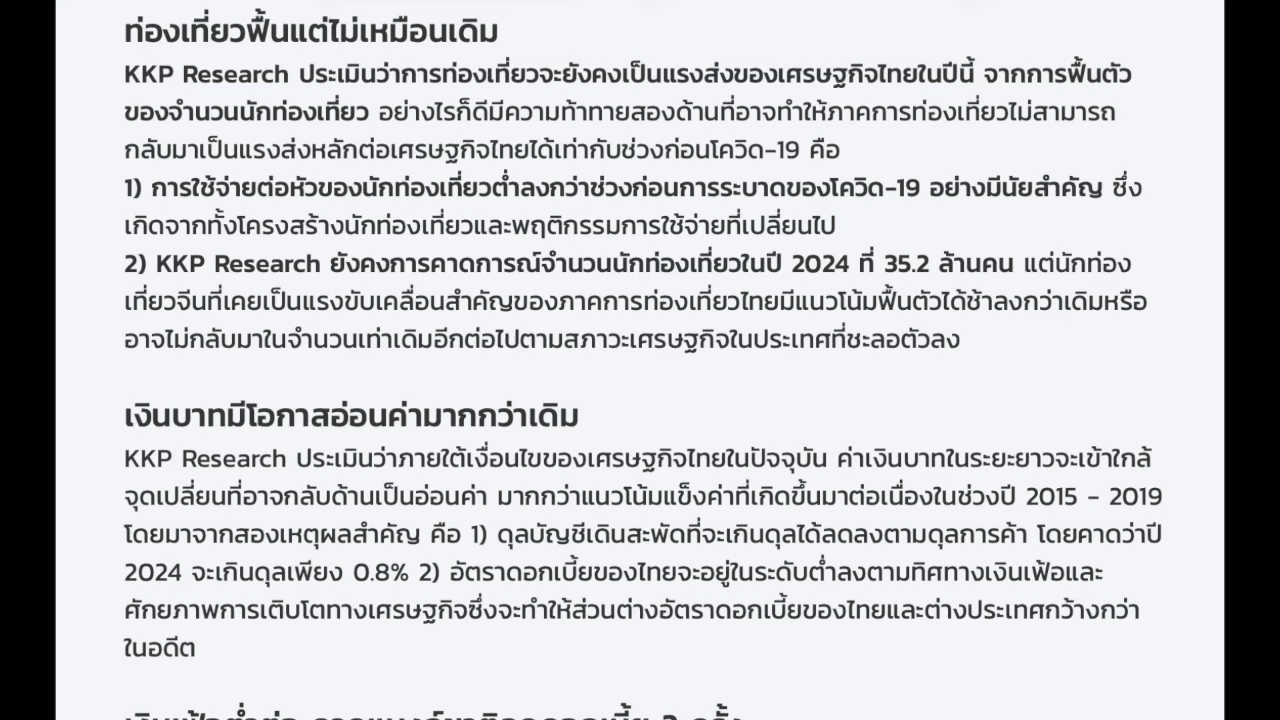 ท่องเที่ยวฟื้นแต่ไม่เหมือนเดิม
KKP Research ประเมินว่าการท่องเที่ยวจะยังคงเป็นแรงส่งของเศรษฐกิจไทยในปีนี้ จากการฟื้นตัว
ของจำนวนนักท่องเที่ยว อย่างไรก็ดีมีความท้าทายสองด้านที่อาจทำให้ภาคการท่องเที่ยวไม่สามารถ
กลับมาเป็นแรงส่งหลักต่อเศรษฐกิจไทยได้เท่ากับช่วงก่อนโควิด-19 คือ
1) การใช้จ่ายต่อหัวของนักท่องเที่ยวต่ำลงกว่าช่วงก่อนการระบาดของโควิด-19 อย่างมีนัยสำคัญ ซึ่ง
เกิดจากทั้งโครงสร้างนักท่องเที่ยวและพฤติกรรมการใช้จ่ายที่เปลี่ยนไป
2) KKP Research ยังคงการคาดการณ์จำนวนนักท่องเที่ยวในปี 2024 ที่ 35.2 ล้านคน แต่นักท่อง
เที่ยวจีนที่เคยเป็นแรงขับเคลื่อนสำคัญของภาคการท่องเที่ยวไทยมีแนวโน้มฟื้นตัวได้ช้าลงกว่าเดิมหรือ
อาจไม่กลับมาในจำนวนเท่าเดิมอีกต่อไปตามสภาวะเศรษฐกิจในประเทศที่ชะลอตัวลง
เงินบาทมีโอกาสอ่อนค่ามากกว่าเดิม
KKP Research ประเมินว่าภายใต้เงื่อนไขของเศรษฐกิจไทยในปัจจุบัน ค่าเงินบาทในระยะยาวจะเข้าใกล้
จุดเปลี่ยนที่อาจกลับด้านเป็นอ่อนค่า มากกว่าแนวโน้มแข็งค่าที่เกิดขึ้นมาต่อเนื่องในช่วงปี 2015 - 2019
โดยมาจากสองเหตุผลสำคัญ คือ 1) ดุลบัญชีเดินสะพัดที่จะเกินดุลได้ลดลงตามดุลการค้า โดยคาดว่าปี
2024 จะเกินดุลเพียง 0.8% 2) อัตราดอกเบี้ยของไทยจะอยู่ในระดับต่ำลงตามทิศทางเงินเฟ้อและ
ศักยภาพการเติบโตทางเศรษฐกิจซึ่งจะทำให้ส่วนต่างอัตราดอกเบี้ยของไทยและต่างประเทศกว้างกว่า
ในอดีต